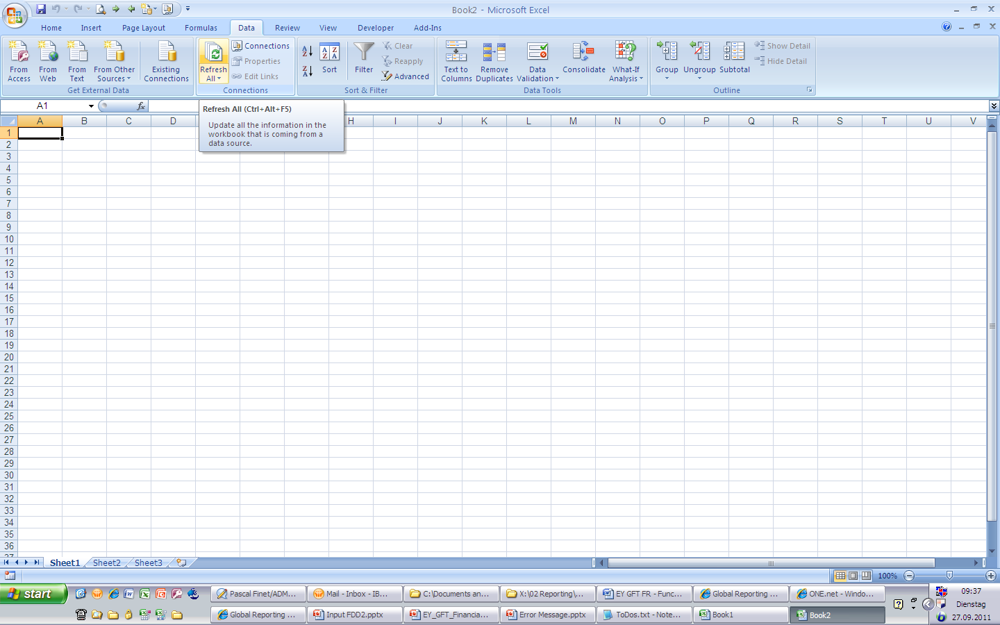 Book2 - Microsoft Excel
Home Insert Page Layout Formulas Data Review View Developer Add-Ins
From Access
From Web
From Text
From Other Sources
Existing Connections
Get External Data
Refresh All
Connections
Properties
Edit Links
Connections
Sort
Filter
Clear
Reapply
Advanced
Sort & Filter
Text to Columns
Remove Duplicates
Data Validation
Consolidate
What-If Analysis
Data Tools
Group
Ungroup
Subtotal
Show Detail
Hide Detail
Outline
A1 fx
Refresh All (Ctrl+Alt+F5)
Update all the information in the
workbook that is coming from a
data source.
A B C D H I J K L M N O P Q R S T U V
1
2
3
4
5
6
7
8
9
10
11
12
13
14
15
16
17
18
19
20
21
22
23
24
25
26
27
28
29
30
31
32
33
34
35
36
37
Sheet1 Sheet2 Sheet3
100%
start
Pascal Finet/ADM... Mail - Inbox - IB... C:\Documents an... X:\02 Reporting\... EY GFT FR - Func... Global Reporting ... ONE.net - Windo...
Global Reporting ... Input FDD2.pptx EY_GFT_Financia... Error Message.pptx ToDos.txt - Note... Book1 Book2
09:37
Dienstag
27.09.2011